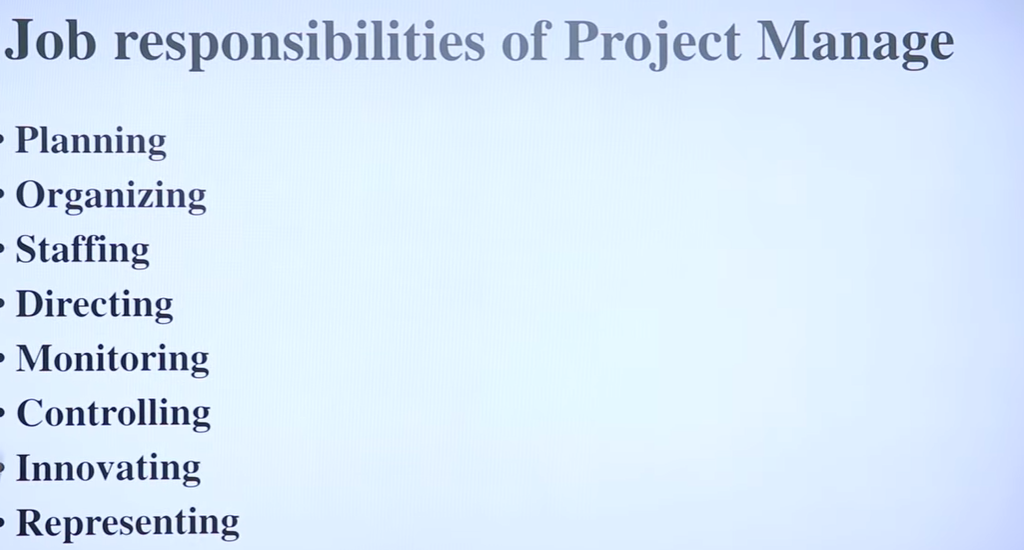 Job responsibilities of Project Manage
• Planning
• Organizing
• Staffing
• Directing
• Monitoring
• Controlling
• Innovating
• Representing